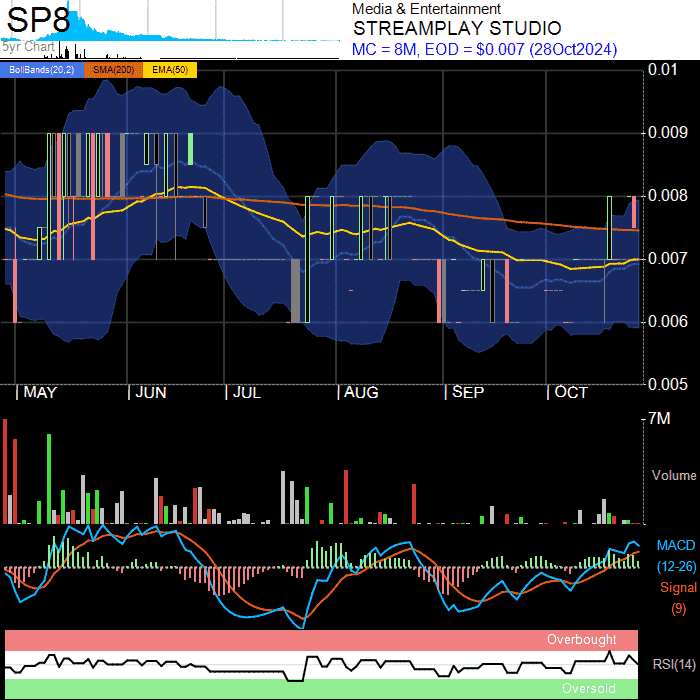 SP8
5yr Chart
Media & Entertainment
STREAMPLAY STUDIO
MC = 8M, EOD = $0.007 (28Oct2024)
BollBands(20,2) SMA(200) EMA(50)
0.01
0.009
0.008
0.007
0.006
0.005
MAY JUN JUL AUG SEP OCT
7M
Volume
MACD
(12-26)
Signal
(9)
Overbought
RSI(14)
Oversold